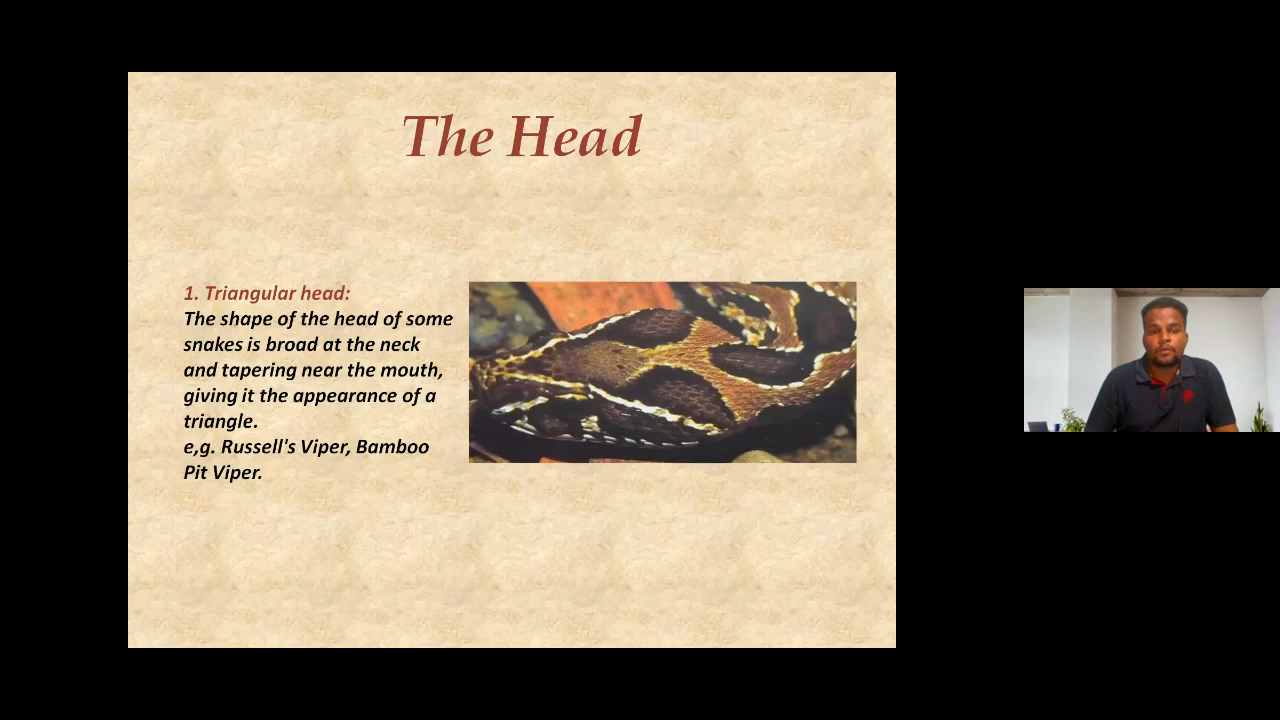 The Head
1. Triangular head:
The shape of the head of some
snakes is broad at the neck
and tapering near the mouth,
giving it the appearance of a
triangle.
e,g. Russell's Viper, Bamboo
Pit Viper.